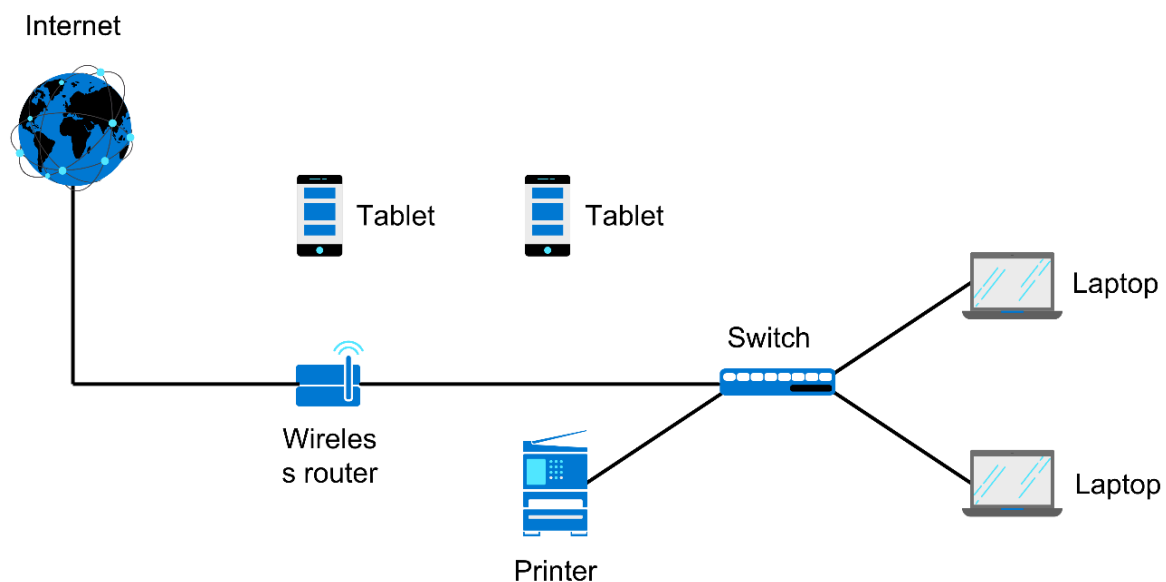 Internet
Tablet
Tablet
Laptop
Switch
Wireles
s router
Laptop
Printer